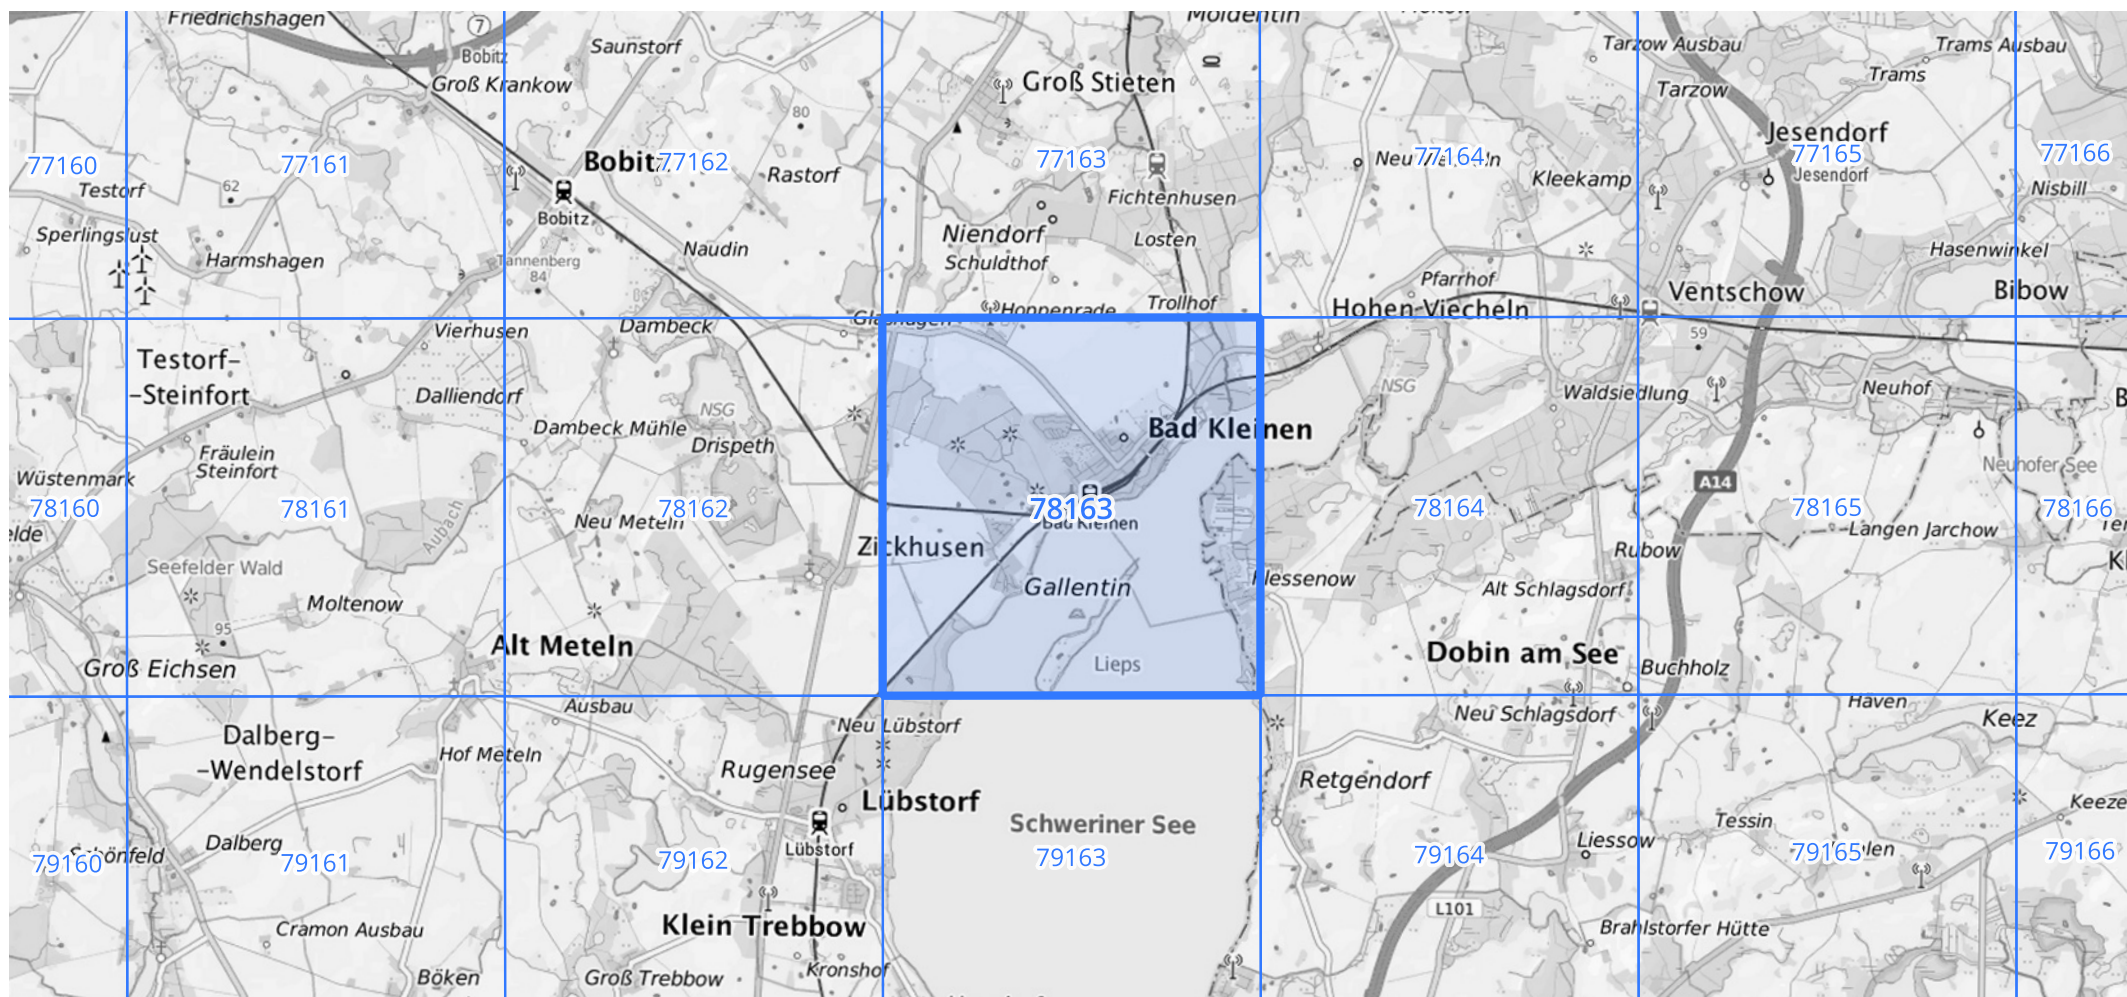 Friedrichshagen
7
Bobitz
Saunstorf
Groß Krankow
80
Bobitz
77162
Rastorf
Bobitz
Naudin
Tannenberg
84
77160
Testorf
62
77161
Sperlingslust
Harmshagen
Moidentin
Groß Stieten
77163
Fichtenhusen
Niendorf
Schuldthof
Losten
Hoppenrade
Trollhof
77164
Kleekamp
Pfarrhof
Hohen Viecheln
Tarzow Ausbau
Trams Ausbau
Tarzow
Trams
Jesendorf
77165
Jesendorf
77166
Nisbill
Hasenwinkel
Ventschow
Bibow
59
Vierhusen
Dambeck
Glashagen
Testorf-
-Steinfort
Dalliendorf
NSG
Dambeck Mühle
Drispeth
Fräulein
Steinfort
Wüstenmark
78160
78161
Aubach
Neu Meteln
78162
elde
Seefelder Wald
Moltenow
95
Groß Eichsen
Alt Meteln
Bad Kleinen
78163
Bad Kleinen
Zickhusen
Gallentin
Lieps
NSG
Waldsiedlung
Neuhof
A14
Neuhofer See
78164
78165
78166
Langen Jarchow
Rubow
Flessenow
Alt Schlagsdorf
Dobin am See
Buchholz
Ausbau
Neu Lübstorf
Neu Schlagsdorf
Haven
Keez
Dalberg-
-Wendelstorf
Hof Meteln
Rugensee
Lübstorf
Retgendorf
Schweriner See
Keeze
Tessin
Liessow
79160
Schönfeld
Dalberg
79161
79162
Lübstorf
79163
79164
79165
79166
L101
Klein Trebbow
Cramon Ausbau
Brahlstorfer Hütte
Böken
Groß Trebbow
Kronshof